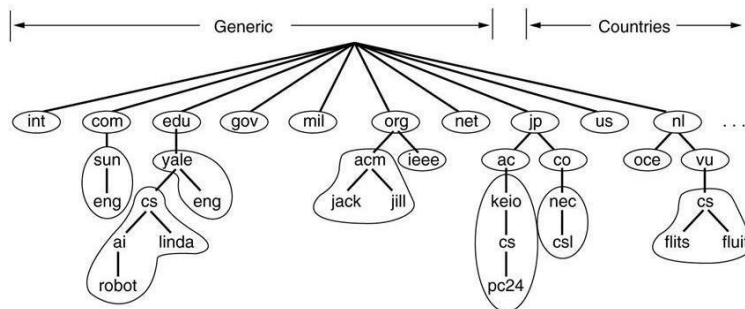 Generic Countries
int com edu gov mil org net jp us nl ...
sun yale acm ieee ac co oce vu
eng cs eng jack jill keio nec cs
ai linda cs csl flits fluit
robot pc24